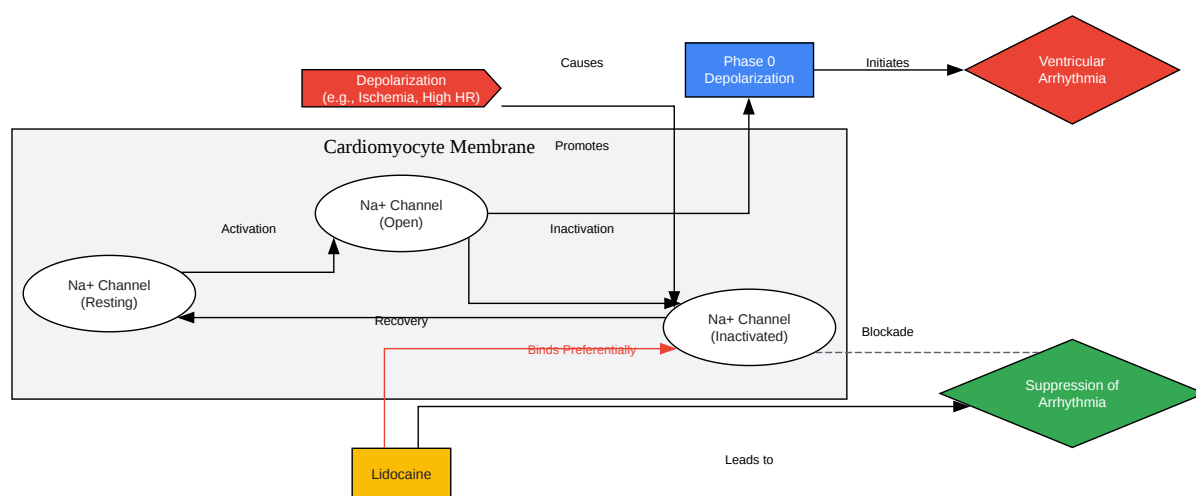 Causes
Phase 0
Depolarization
Initiates
Ventricular
Arrhythmia
Depolarization
(e.g., Ischemia, High HR)
Cardiomyocyte Membrane
Promotes
Na+ Channel
(Open)
Activation
Inactivation
Na+ Channel
(Resting)
Recovery
Na+ Channel
(Inactivated)
Blockade
Binds Preferentially
Suppression of
Arrhythmia
Leads to
Lidocaine